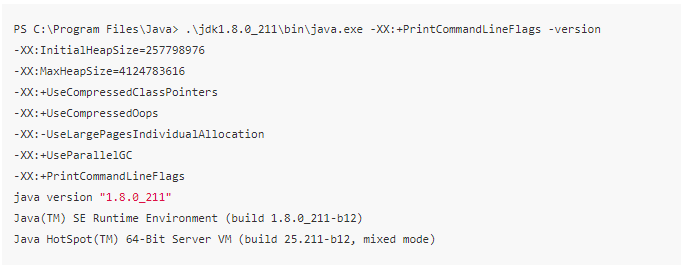 PS C:\Program Files\Java> .\jdk1.8.0_211\bin\java.exe -XX:+PrintCommandLineFlags -version
-XX:InitialHeapSize=257798976
-XX:MaxHeapSize=4124783616
-XX:+UseCompressedClassPointers
-XX:+UseCompressedOops
-XX:-UseLargePagesIndividualAllocation
-XX:+UseParallelGC
-XX:+PrintCommandLineFlags
java version "1.8.0_211"
Java(TM) SE Runtime Environment (build 1.8.0_211-b12)
Java HotSpot(TM) 64-Bit Server VM (build 25.211-b12, mixed mode)